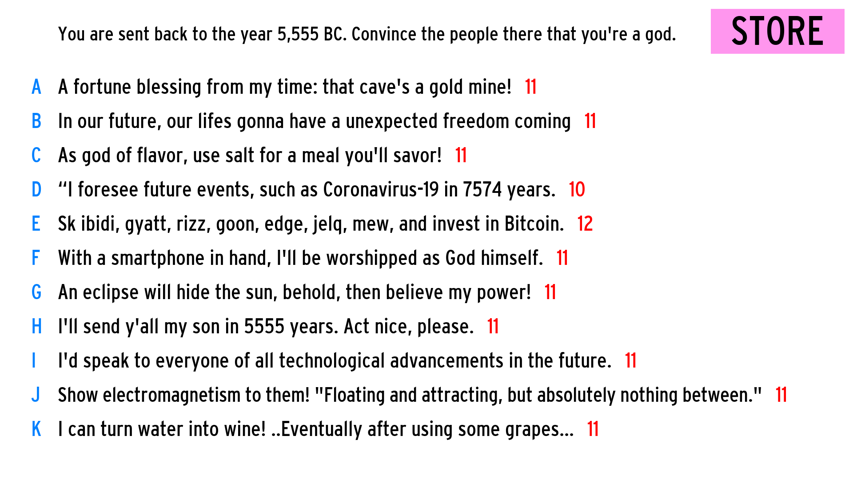 You are sent back to the year 5,555 BC. Convince the people there that you're a god.
STORE
A A fortune blessing from my time: that cave's a gold mine! 11
B In our future, our lifes gonna have a unexpected freedom coming 11
C As god of flavor, use salt for a meal you'll savor! 11
D “I foresee future events, such as Coronavirus-19 in 7574 years. 10
E Sk ibidi, gyatt, rizz, goon, edge, jelq, mew, and invest in Bitcoin. 12
F With a smartphone in hand, I'll be worshipped as God himself. 11
G An eclipse will hide the sun, behold, then believe my power! 11
H I'll send y'all my son in 5555 years. Act nice, please. 11
I I'd speak to everyone of all technological advancements in the future. 11
J Show electromagnetism to them! "Floating and attracting, but absolutely nothing between." 11
K I can turn water into wine! ..Eventually after using some grapes... 11